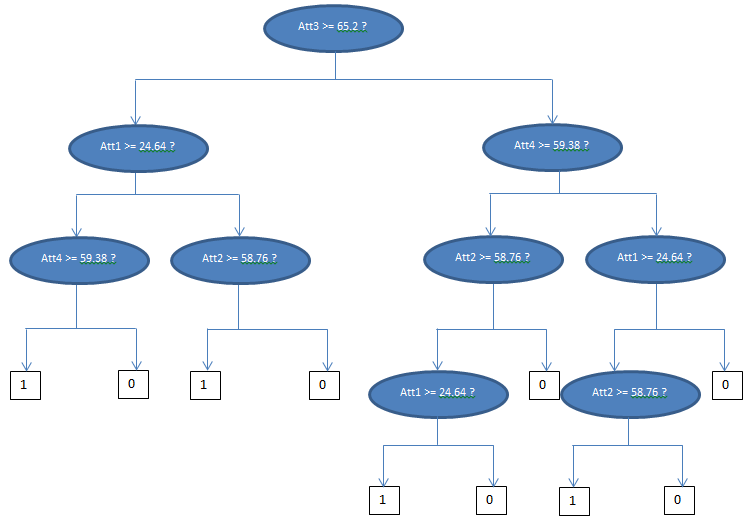 Att3 >= 65.2 ?
Att1 >= 24.64 ?
Att4 >= 59.38 ?
Att4 >= 59.38 ?
Att2 >= 58.76 ?
Att2 >= 58.76 ?
Att1 >= 24.64 ?
1
0
1
0
0
0
Att1 >= 24.64 ?
Att2 >= 58.76 ?
1
0
1
0